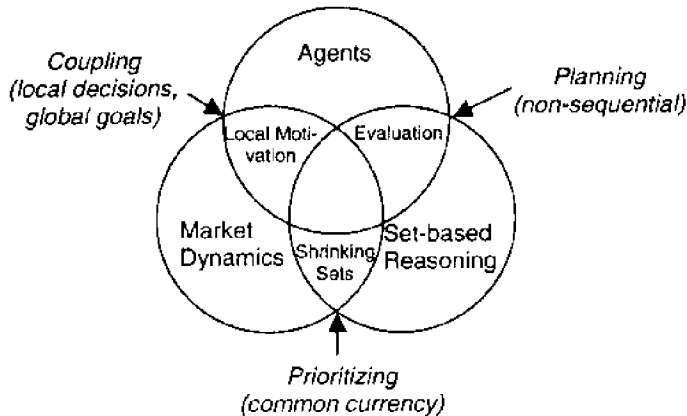 Agents
Coupling
(local decisions,
global goals)
Planning
(non-sequential)
Local Moti-
vation
Evaluation
Market
Dynamics
Shrinking
Sets
Set-based
Reasoning
Prioritizing
(common currency)